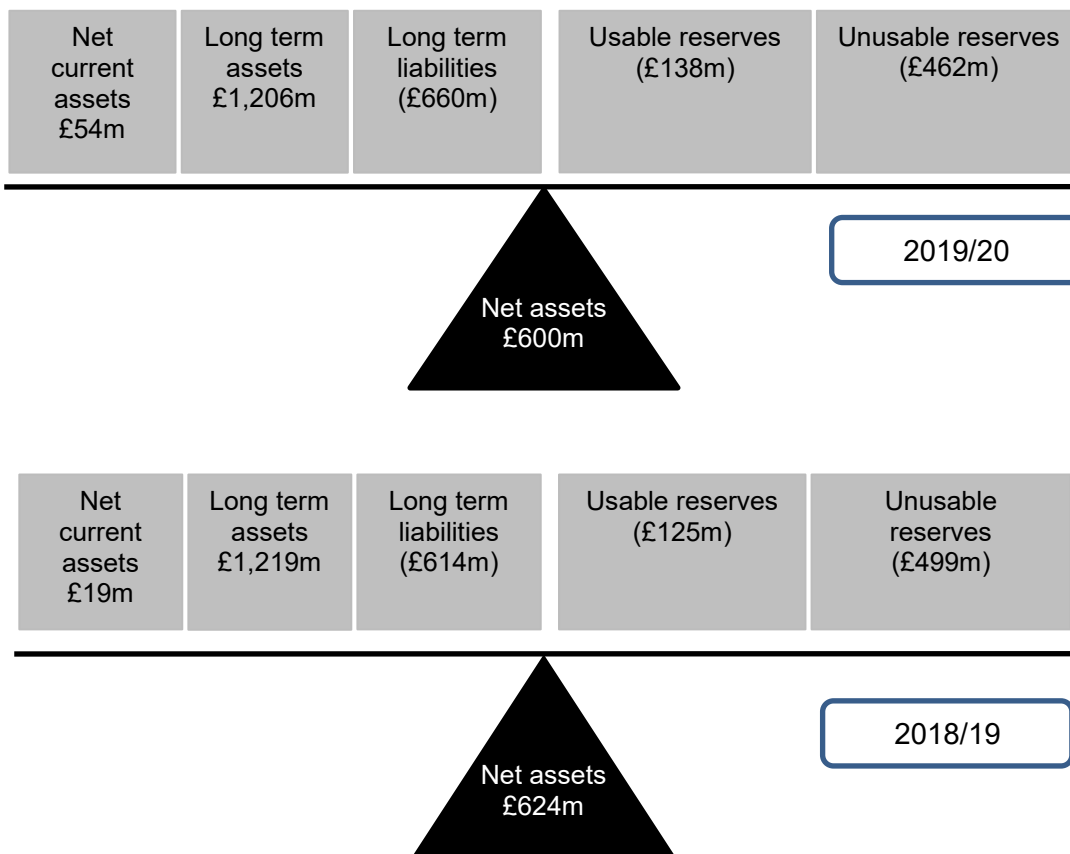 Net
current
assets
£54m
Long term
assets
£1,206m
Long term
liabilities
(£660m)
Usable reserves
(£138m)
Unusable reserves
(£462m)
2019/20
Net assets
£600m
Net
current
assets
£19m
Long term
assets
£1,219m
Long term
liabilities
(£614m)
Usable reserves
(£125m)
Unusable
reserves
(£499m)
2018/19
Net assets
£624m